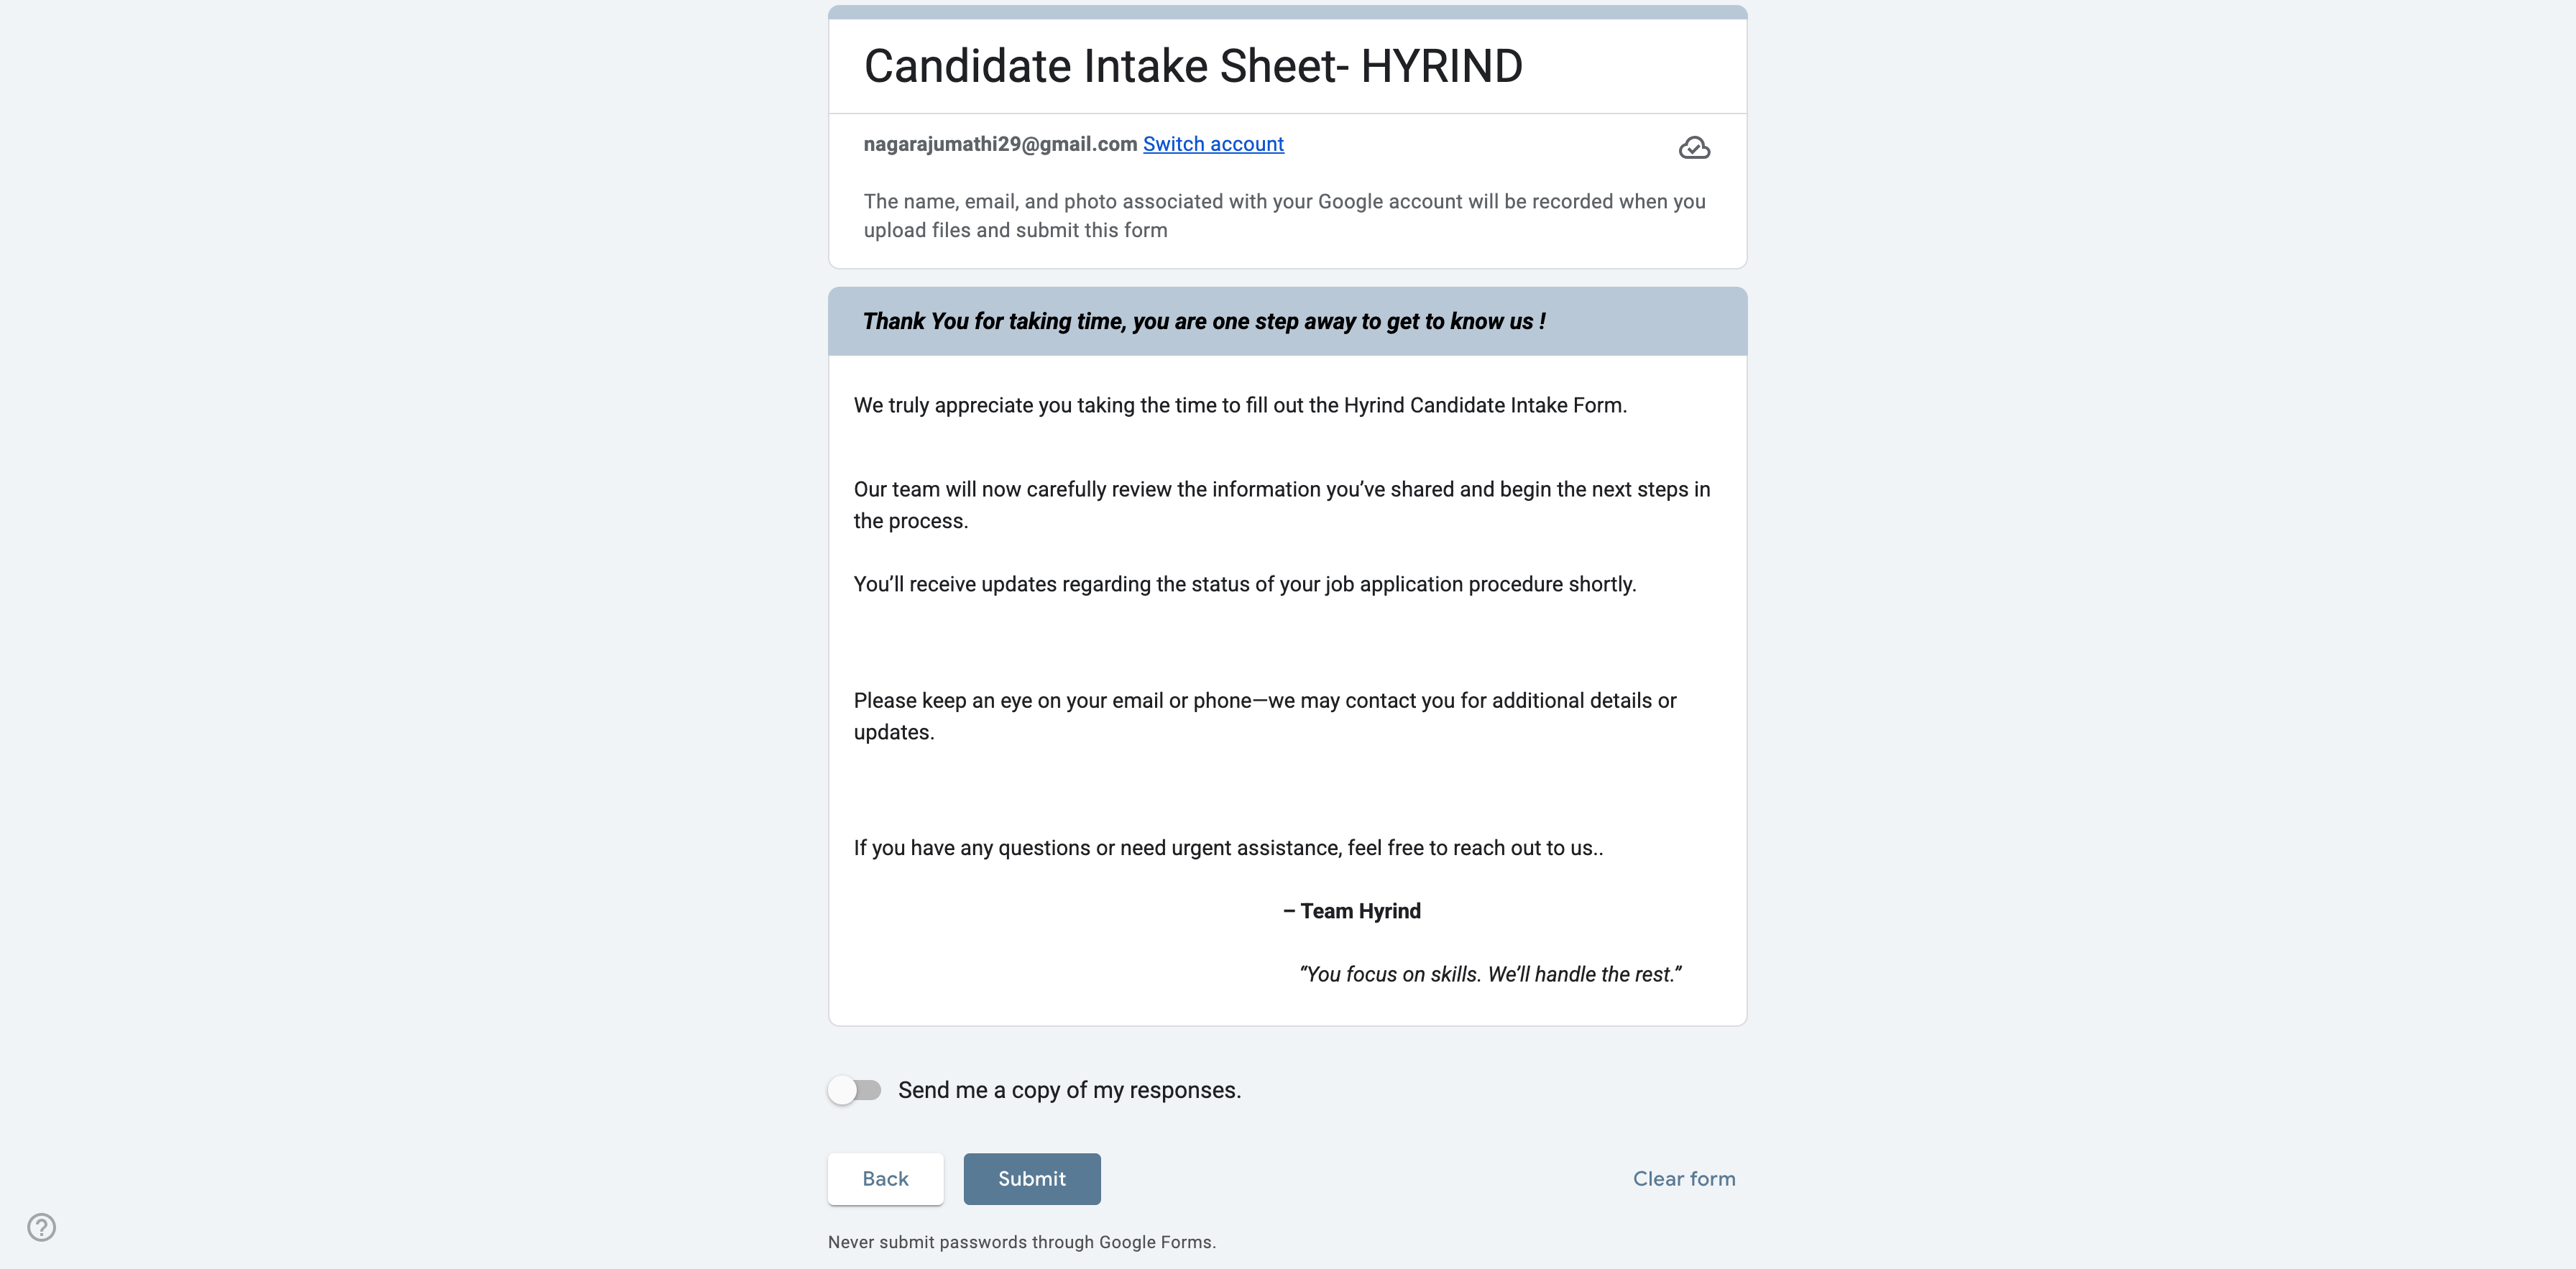 Candidate Intake Sheet- HYRIND
nagarajumathi29@gmail.com Switch account
The name, email, and photo associated with your Google account will be recorded when you
upload files and submit this form
Thank You for taking time, you are one step away to get to know us !
We truly appreciate you taking the time to fill out the Hyrind Candidate Intake Form.
Our team will now carefully review the information you’ve shared and begin the next steps in
the process.
You’ll receive updates regarding the status of your job application procedure shortly.
Please keep an eye on your email or phone—we may contact you for additional details or
updates.
If you have any questions or need urgent assistance, feel free to reach out to us..
– Team Hyrind
“You focus on skills. We’ll handle the rest.”
Send me a copy of my responses.
Back
Submit
Clear form
Never submit passwords through Google Forms.